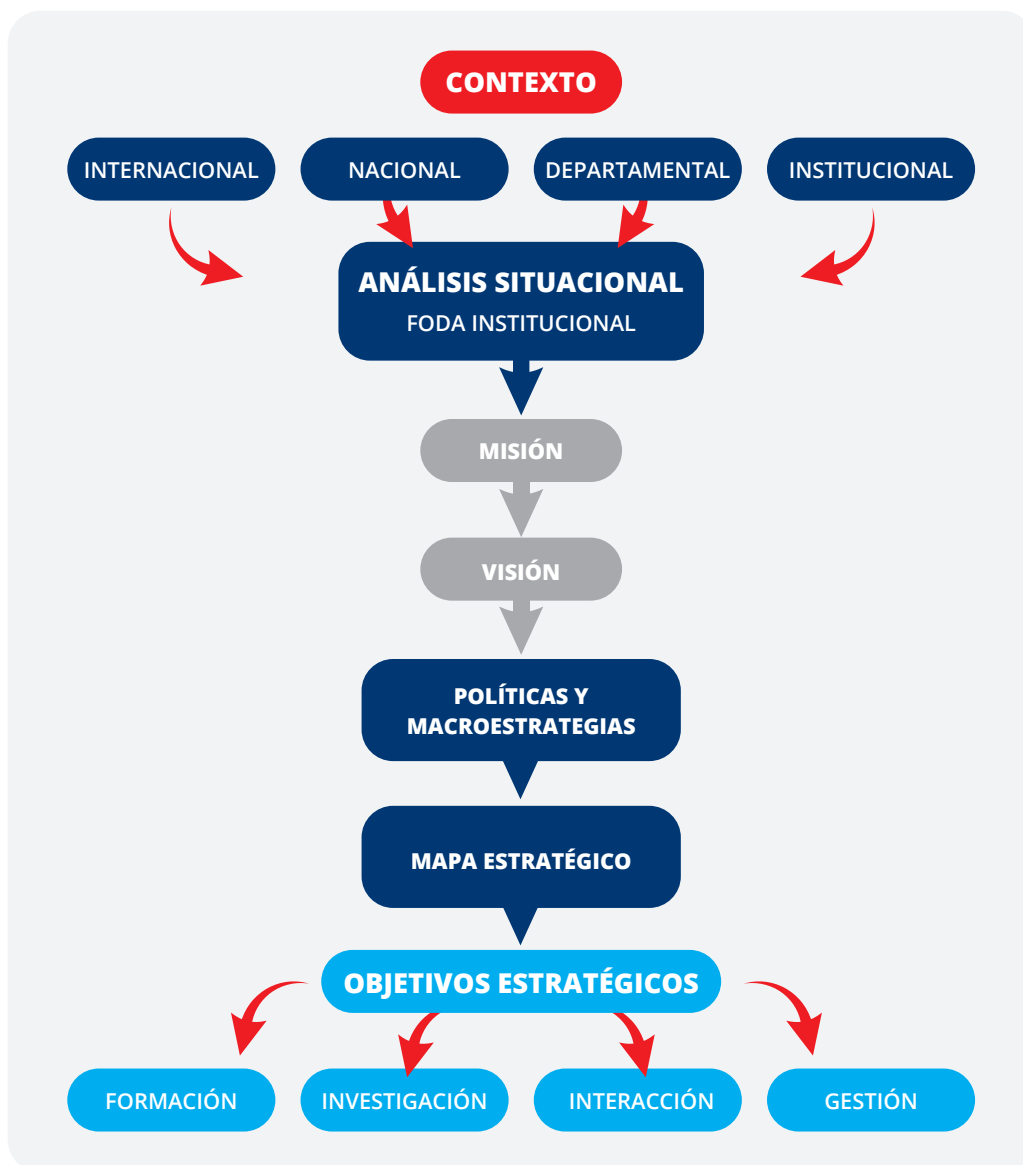 CONTEXTO
INTERNACIONAL
NACIONAL
DEPARTAMENTAL
INSTITUCIONAL
ANÁLISIS SITUACIONAL
FODA INSTITUCIONAL
MISIÓN
VISIÓN
POLÍTICAS Y
MACROESTRATEGIAS
MAPA ESTRATÉGICO
OBJETIVOS ESTRATÉGICOS
FORMACIÓN
INVESTIGACIÓN
INTERACCIÓN
GESTIÓN